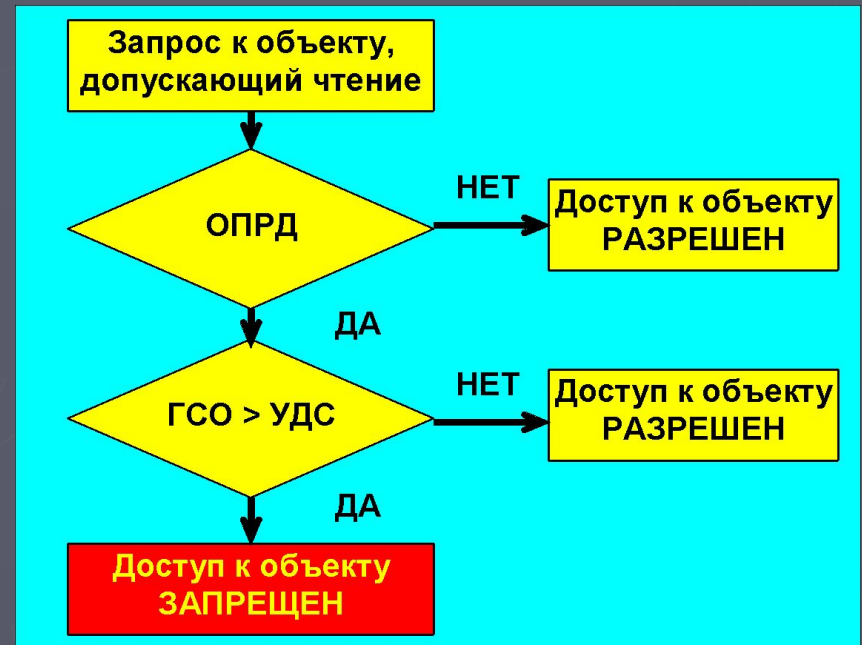 Запрос к объекту,
допускающий чтение
ОПРД
НЕТ
Доступ к объекту
РАЗРЕШЕН
ДА
ГСО > УДС
НЕТ
Доступ к объекту
РАЗРЕШЕН
ДА
Доступ к объекту
ЗАПРЕЩЕН